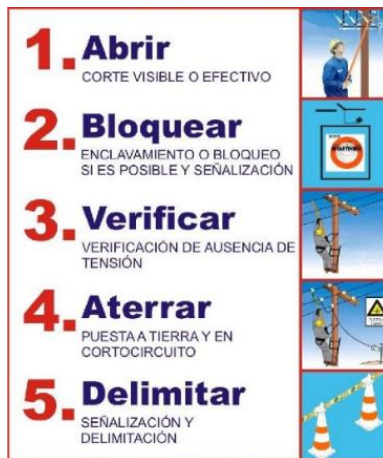 1. Abrir
CORTE VISIBLE O EFECTIVO
2. Bloquear
ENCLAVAMIENTO O BLOQUEO
SI ES POSIBLE Y SEÑALIZACIÓN
3. Verificar
VERIFICACIÓN DE AUSENCIA DE
TENSIÓN
4. Aterrar
PUESTA A TIERRA Y EN
CORTOCIRCUITO
5. Delimitar
SEÑALIZACIÓN Y
DELIMITACIÓN